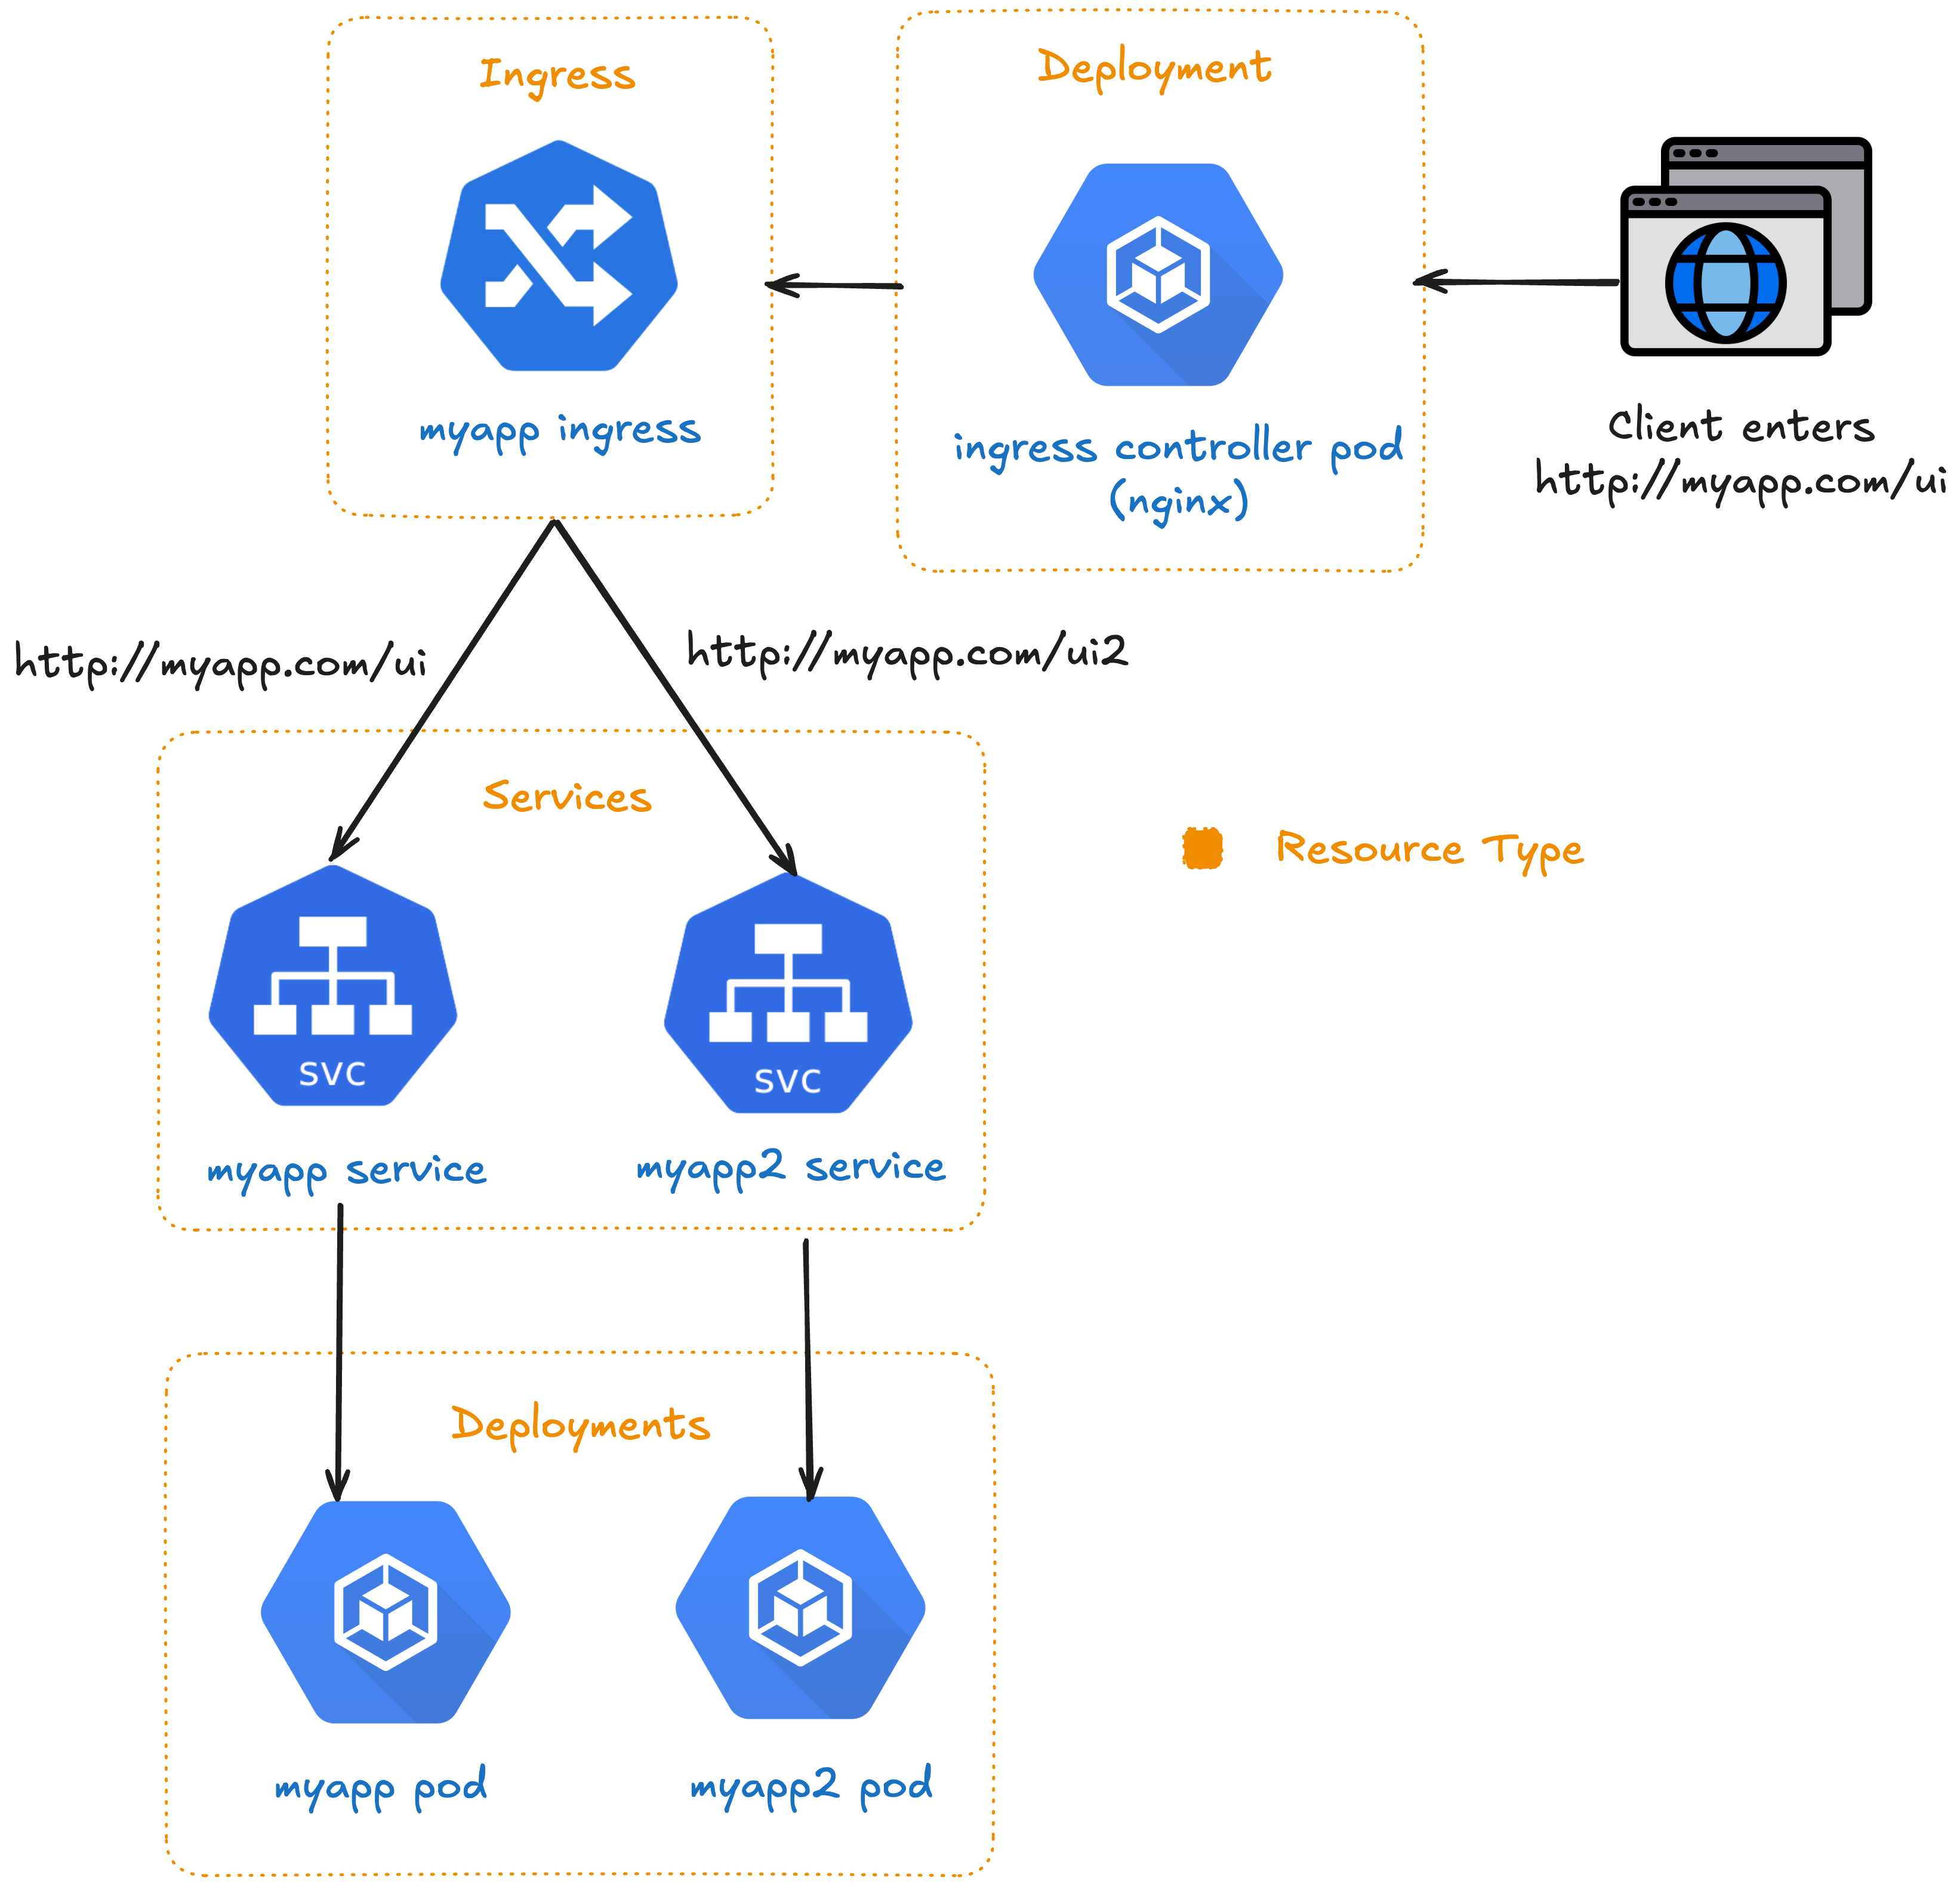 Ingress
Deployment
myapp ingress
ingress controller pod
(nginx)
Client enters
http://myapp.com/ui
http://myapp.com/ui
http://myapp.com/ui2
Services
Resource Type
SVC
SVC
myapp service
myapp2 service
Deployments
myapp pod
myapp2 pod